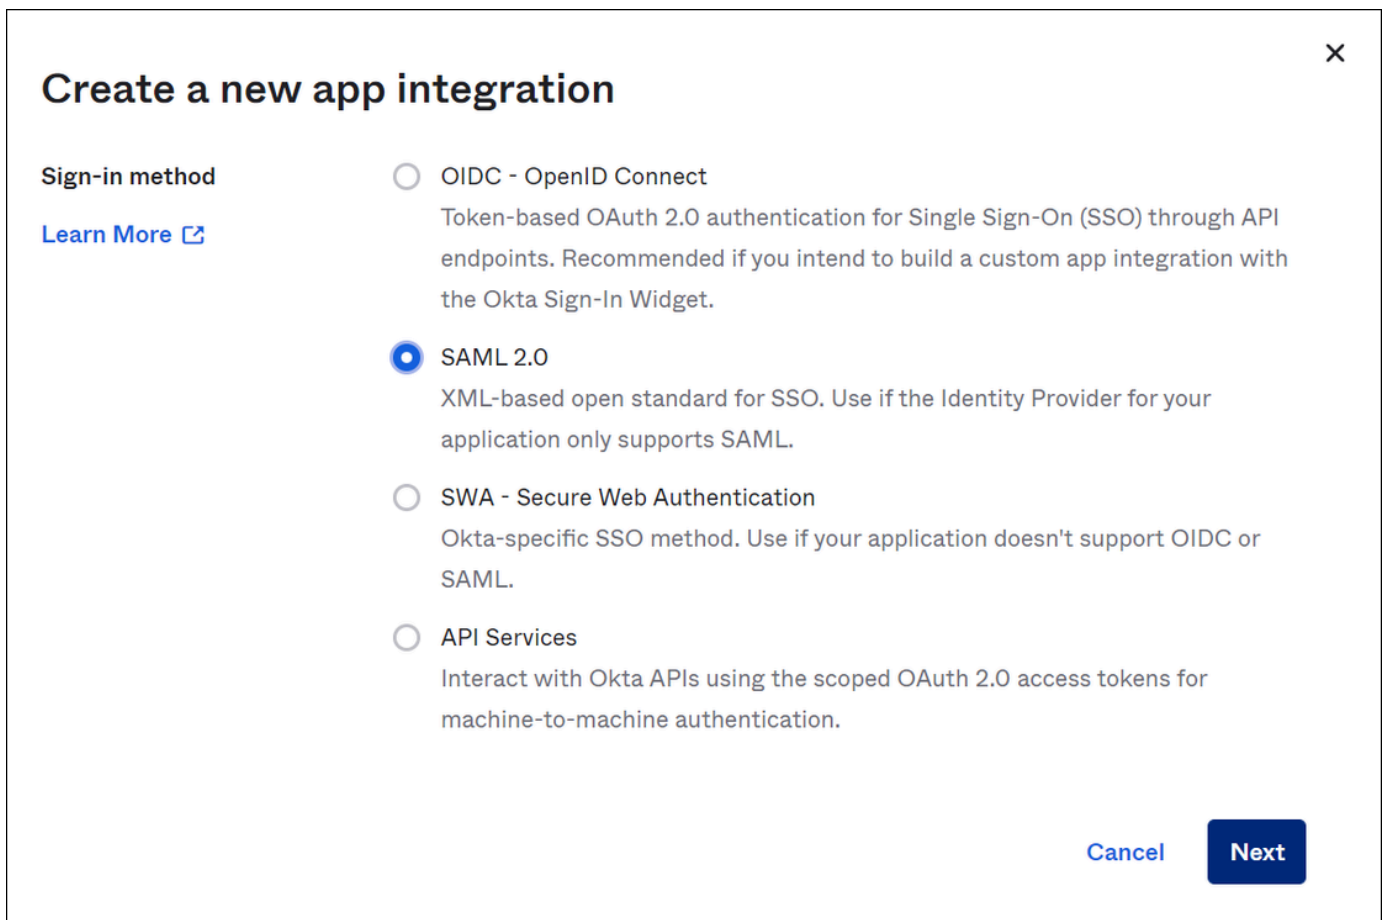 Create a new app integration
Sign-in method
Learn More
OIDC - OpenID Connect
Token-based OAuth 2.0 authentication for Single Sign-On (SSO) through API
endpoints. Recommended if you intend to build a custom app integration with
the Okta Sign-In Widget.
SAML 2.0
XML-based open standard for SSO. Use if the Identity Provider for your
application only supports SAML.
SWA - Secure Web Authentication
Okta-specific SSO method. Use if your application doesn't support OIDC or
SAML.
API Services
Interact with Okta APIs using the scoped OAuth 2.0 access tokens for
machine-to-machine authentication.
Cancel
Next